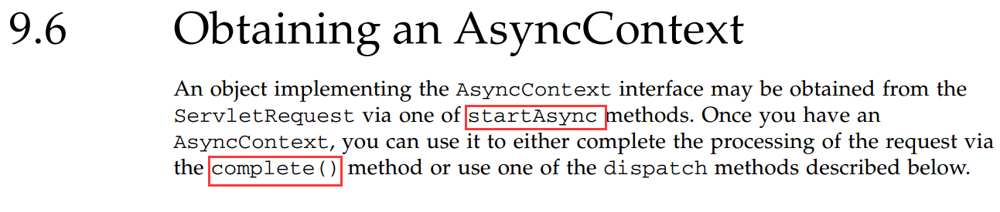 9.6 Obtaining an AsyncContext
An object implementing the AsyncContext interface may be obtained from the
ServletRequest via one of startAsync methods. Once you have an
AsyncContext, you can use it to either complete the processing of the request via
the complete() method or use one of the dispatch methods described below.